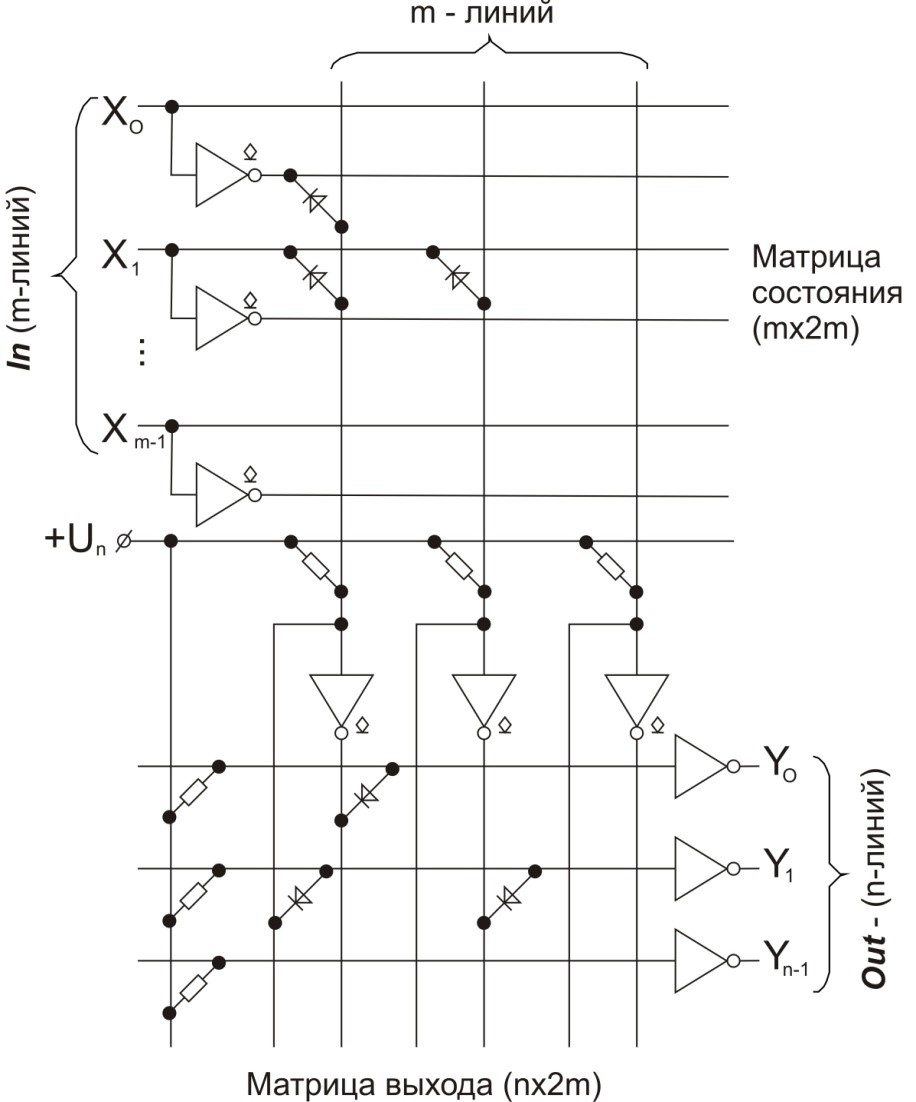 m - линий
X0
X1
In (m-линий)
Матрица
состояния
(mx2m)
...
Xm-1
+Un
Y0
Y1
Yn-1
Out - (n-линий)
Матрица выхода (nx2m)